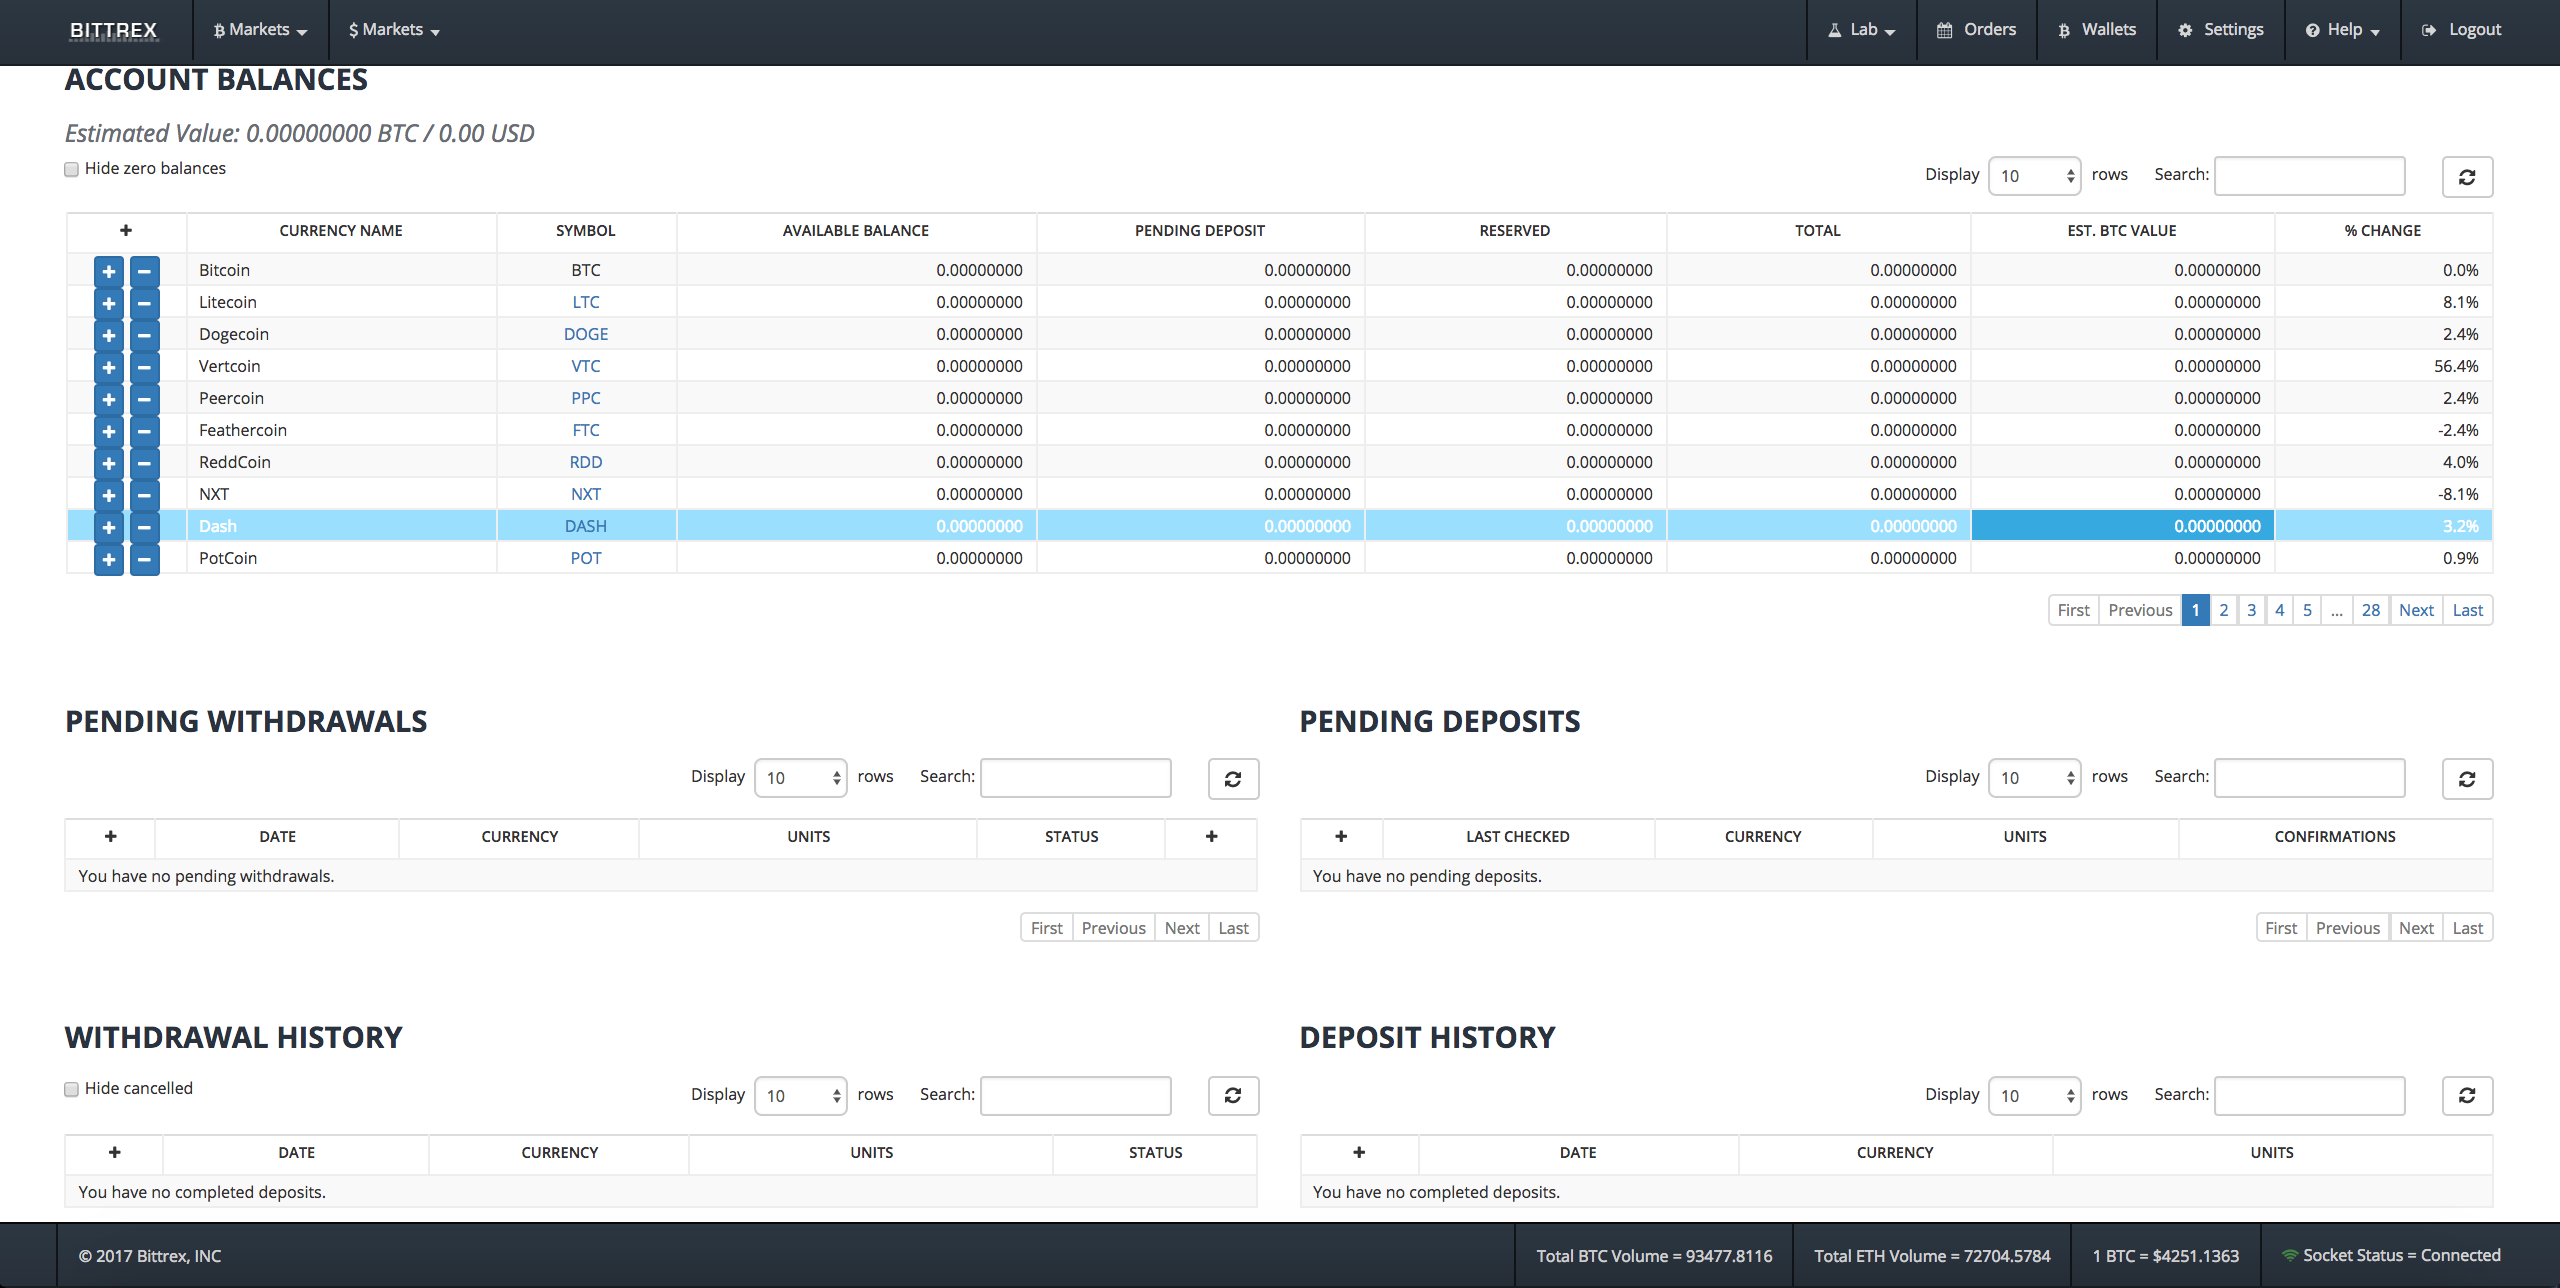 BITTREX Markets $ Markets Lab Orders Wallets Settings Help Logout
ACCOUNT BALANCES
Estimated Value: 0.00000000 BTC / 0.00 USD
Hide zero balances Display 10 rows Search:
+ CURRENCY NAME SYMBOL AVAILABLE BALANCE PENDING DEPOSIT RESERVED TOTAL EST. BTC VALUE % CHANGE
+ − Bitcoin BTC 0.00000000 0.00000000 0.00000000 0.00000000 0.00000000 0.0%
+ − Litecoin LTC 0.00000000 0.00000000 0.00000000 0.00000000 0.00000000 8.1%
+ − Dogecoin DOGE 0.00000000 0.00000000 0.00000000 0.00000000 0.00000000 2.4%
+ − Vertcoin VTC 0.00000000 0.00000000 0.00000000 0.00000000 0.00000000 56.4%
+ − Peercoin PPC 0.00000000 0.00000000 0.00000000 0.00000000 0.00000000 2.4%
+ − Feathercoin FTC 0.00000000 0.00000000 0.00000000 0.00000000 0.00000000 -2.4%
+ − ReddCoin RDD 0.00000000 0.00000000 0.00000000 0.00000000 0.00000000 4.0%
+ − NXT NXT 0.00000000 0.00000000 0.00000000 0.00000000 0.00000000 -8.1%
+ − Dash DASH 0.00000000 0.00000000 0.00000000 0.00000000 0.00000000 3.2%
+ − PotCoin POT 0.00000000 0.00000000 0.00000000 0.00000000 0.00000000 0.9%
First Previous 1 2 3 4 5 ... 28 Next Last
PENDING WITHDRAWALS
Display 10 rows Search:
+ DATE CURRENCY UNITS STATUS +
You have no pending withdrawals.
First Previous Next Last
PENDING DEPOSITS
Display 10 rows Search:
+ LAST CHECKED CURRENCY UNITS CONFIRMATIONS
You have no pending deposits.
First Previous Next Last
WITHDRAWAL HISTORY
Hide cancelled Display 10 rows Search:
+ DATE CURRENCY UNITS STATUS
You have no completed deposits.
DEPOSIT HISTORY
Display 10 rows Search:
+ DATE CURRENCY UNITS
You have no completed deposits.
© 2017 Bittrex, INC Total BTC Volume = 93477.8116 Total ETH Volume = 72704.5784 1 BTC = $4251.1363 Socket Status = Connected